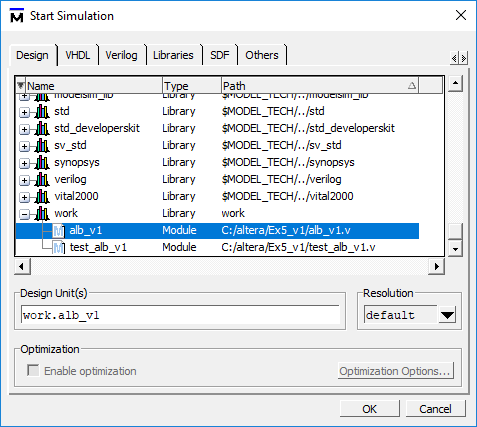 Start Simulation
Design VHDL Verilog Libraries SDF Others
Name Type Path
modelsim_lib Library $MODEL_TECH/../modelsim_lib
std Library $MODEL_TECH/../std
std_developerskit Library $MODEL_TECH/../std_developerskit
sv_std Library $MODEL_TECH/../sv_std
synopsys Library $MODEL_TECH/../synopsys
verilog Library $MODEL_TECH/../verilog
vital2000 Library $MODEL_TECH/../vital2000
work Library work
alb_v1 Module C:/altera/Ex5_v1/alb_v1.v
test_alb_v1 Module C:/altera/Ex5_v1/test_alb_v1.v
Design Unit(s) Resolution
work.alb_v1 default
Optimization
Enable optimization Optimization Options...
OK Cancel